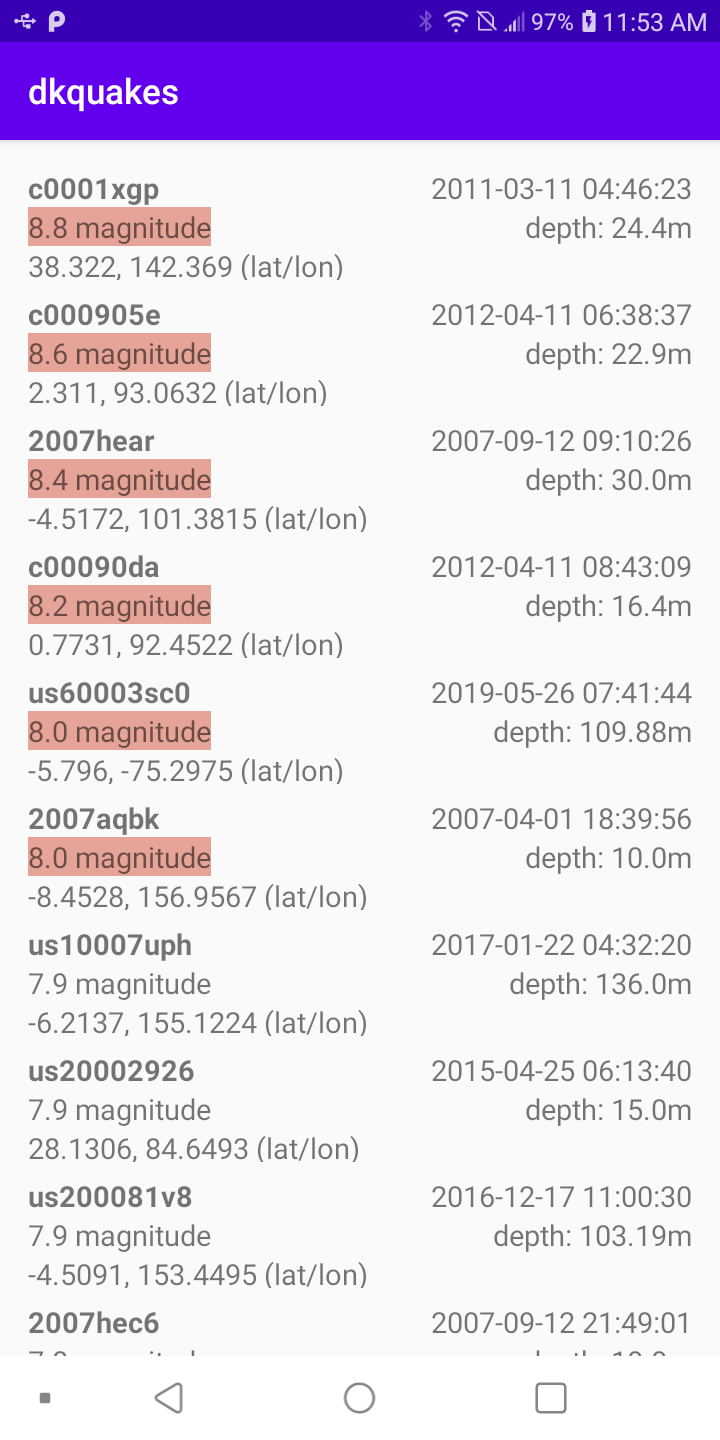 97% 11:53 AM
dkquakes
c0001xgp 2011-03-11 04:46:23
8.8 magnitude depth: 24.4m
38.322, 142.369 (lat/lon)
c000905e 2012-04-11 06:38:37
8.6 magnitude depth: 22.9m
2.311, 93.0632 (lat/lon)
2007hear 2007-09-12 09:10:26
8.4 magnitude depth: 30.0m
-4.5172, 101.3815 (lat/lon)
c00090da 2012-04-11 08:43:09
8.2 magnitude depth: 16.4m
0.7731, 92.4522 (lat/lon)
us60003sc0 2019-05-26 07:41:44
8.0 magnitude depth: 109.88m
-5.796, -75.2975 (lat/lon)
2007aqbk 2007-04-01 18:39:56
8.0 magnitude depth: 10.0m
-8.4528, 156.9567 (lat/lon)
us10007uph 2017-01-22 04:32:20
7.9 magnitude depth: 136.0m
-6.2137, 155.1224 (lat/lon)
us20002926 2015-04-25 06:13:40
7.9 magnitude depth: 15.0m
28.1306, 84.6493 (lat/lon)
us200081v8 2016-12-17 11:00:30
7.9 magnitude depth: 103.19m
-4.5091, 153.4495 (lat/lon)
2007hec6 2007-09-12 21:49:01